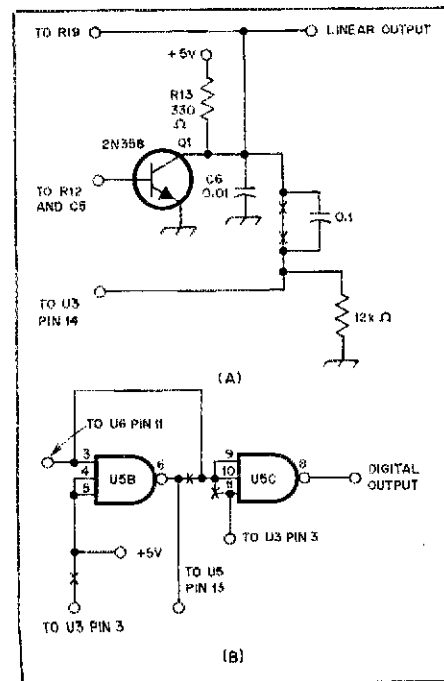 TO R19
LINEAR OUTPUT
+5V
R13
330
Ω
2N358
Q1
TO R12
AND C5
C6
0.01
0.1
TO U3
PIN 14
12k Ω
(A)
TO U6 PIN 11
3
4
5
U5B
6
9
10
11
U5C
8
DIGITAL
OUTPUT
TO U3 PIN 3
+5V
TO U5
PIN 13
TO U3 PIN 3
(B)